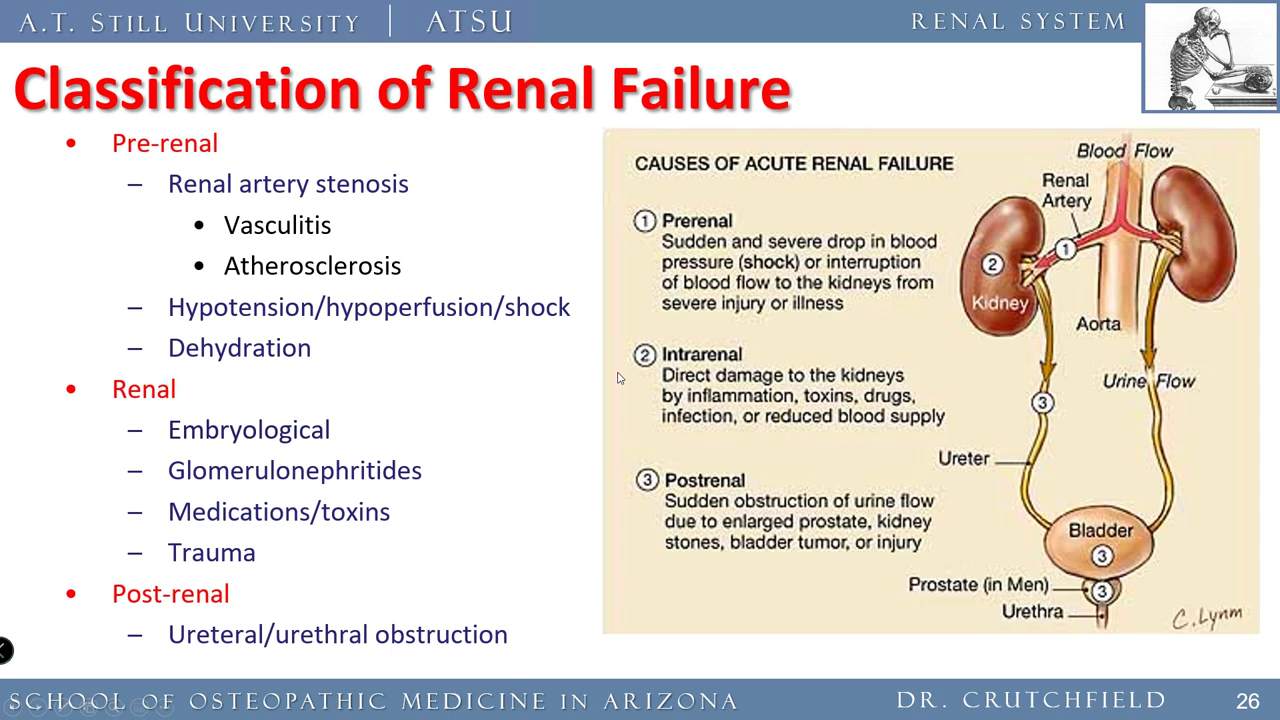 A.T. STILL UNIVERSITY | ATSU
RENAL SYSTEM
Classification of Renal Failure
• Pre-renal
– Renal artery stenosis
• Vasculitis
• Atherosclerosis
– Hypotension/hypoperfusion/shock
– Dehydration
• Renal
– Embryological
– Glomerulonephritides
– Medications/toxins
– Trauma
• Post-renal
– Ureteral/urethral obstruction
CAUSES OF ACUTE RENAL FAILURE
1 Prerenal
Sudden and severe drop in blood
pressure (shock) or interruption
of blood flow to the kidneys from
severe injury or illness
2 Intrarenal
Direct damage to the kidneys
by inflammation, toxins, drugs,
infection, or reduced blood supply
3 Postrenal
Sudden obstruction of urine flow
due to enlarged prostate, kidney
stones, bladder tumor, or injury
Blood Flow
Renal
Artery
1
2
Kidney
Aorta
Urine Flow
3
Ureter
Bladder
3
Prostate (in Men)
3
Urethra
C. Lynm
SCHOOL OF OSTEOPATHIC MEDICINE IN ARIZONA
DR. CRUTCHFIELD
26